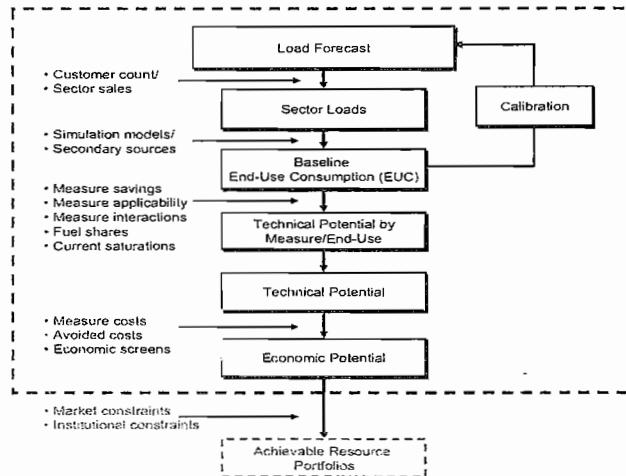 Load Forecast
• Customer count/
• Sector sales
Calibration
Sector Loads
• Simulation models/
• Secondary sources
Baseline
End-Use Consumption (EUC)
• Measure savings
• Measure applicability
• Measure interactions
• Fuel shares
• Current saturations
Technical Potential by
Measure/End-Use
Technical Potential
• Measure costs
• Avoided costs
• Economic screens
Economic Potential
• Market constraints
• Institutional constraints
Achievable Resource
Portfolios